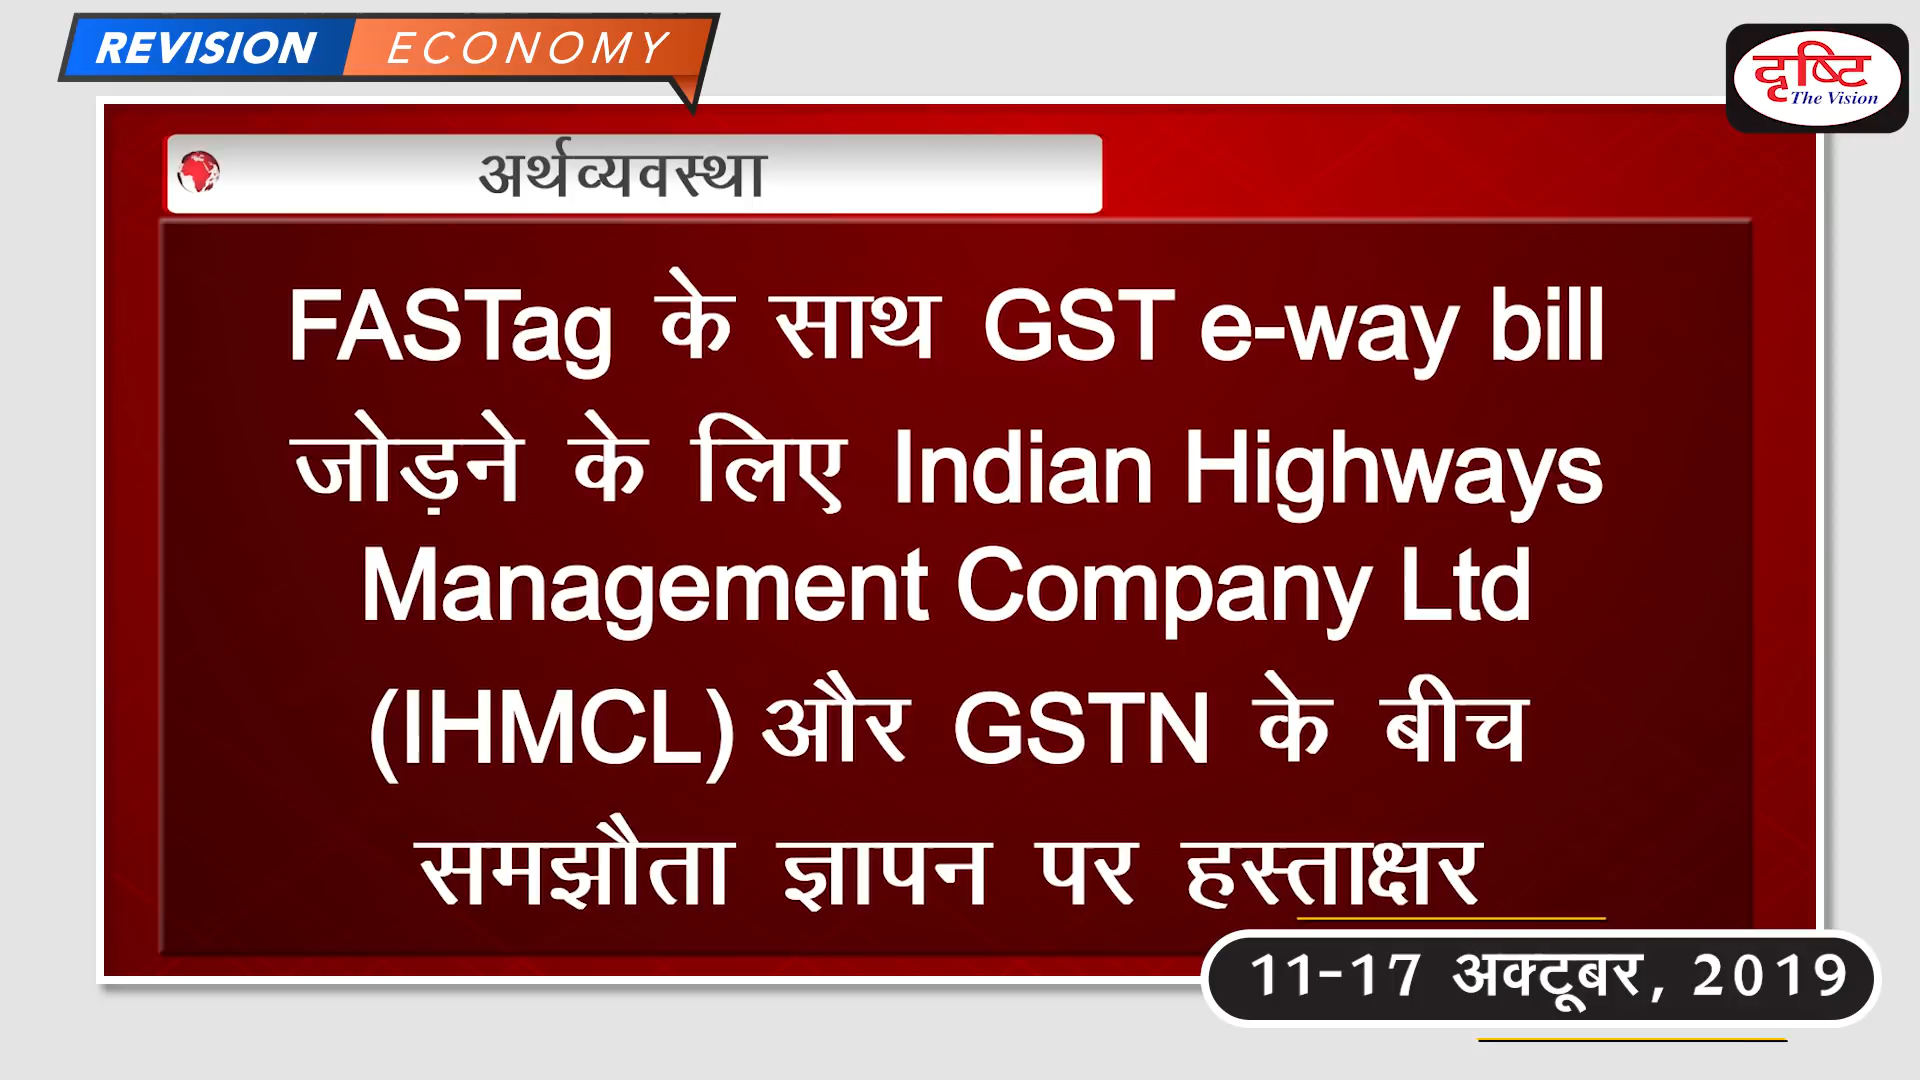 REVISION ECONOMY
दृष्टि
The Vision
अर्थव्यवस्था
FASTag के साथ GST e-way bill
जोड़ने के लिए Indian Highways
Management Company Ltd
(IHMCL) और GSTN के बीच
समझौता ज्ञापन पर हस्ताक्षर
11-17 अक्टूबर, 2019